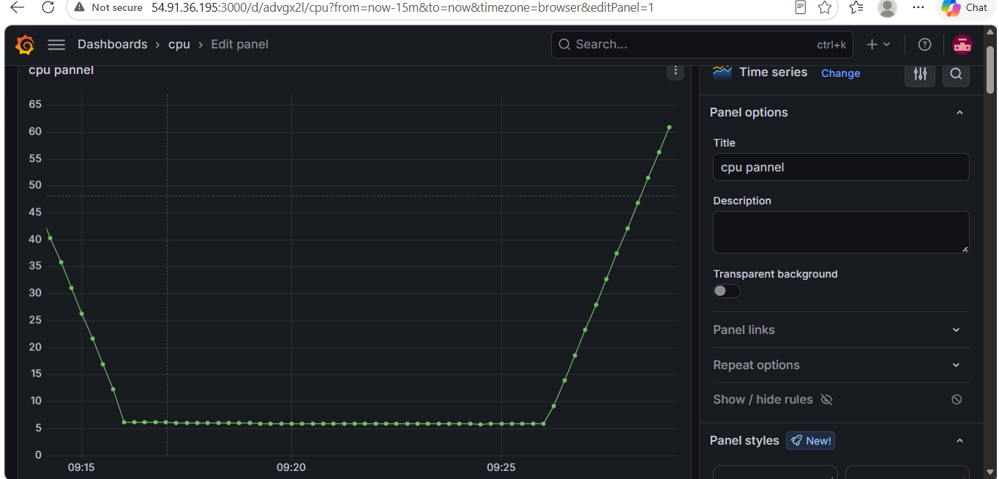 Not secure 54.91.36.195:3000/d/advgx2l/cpu?from=now-15m&to=now&timezone=browser&editPanel=1
Chat
Dashboards › cpu › Edit panel
Search...
ctrl+k
cpu pannel
Time series Change
65
60
55
50
45
40
35
30
25
20
15
10
5
0
09:15 09:20 09:25
Panel options
Title
cpu pannel
Description
Transparent background
Panel links
Repeat options
Show / hide rules
Panel styles New!